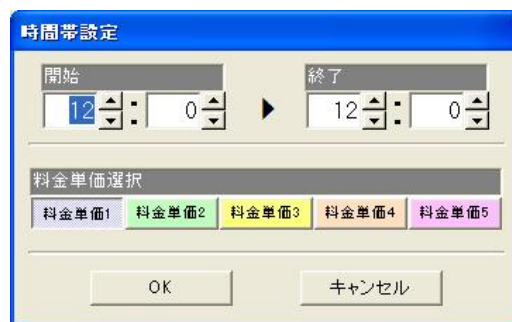 時間帯設定
開始 終了
12 : 0 ▶ 12 : 0
料金単価選択
料金単価1 料金単価2 料金単価3 料金単価4 料金単価5
OK キャンセル